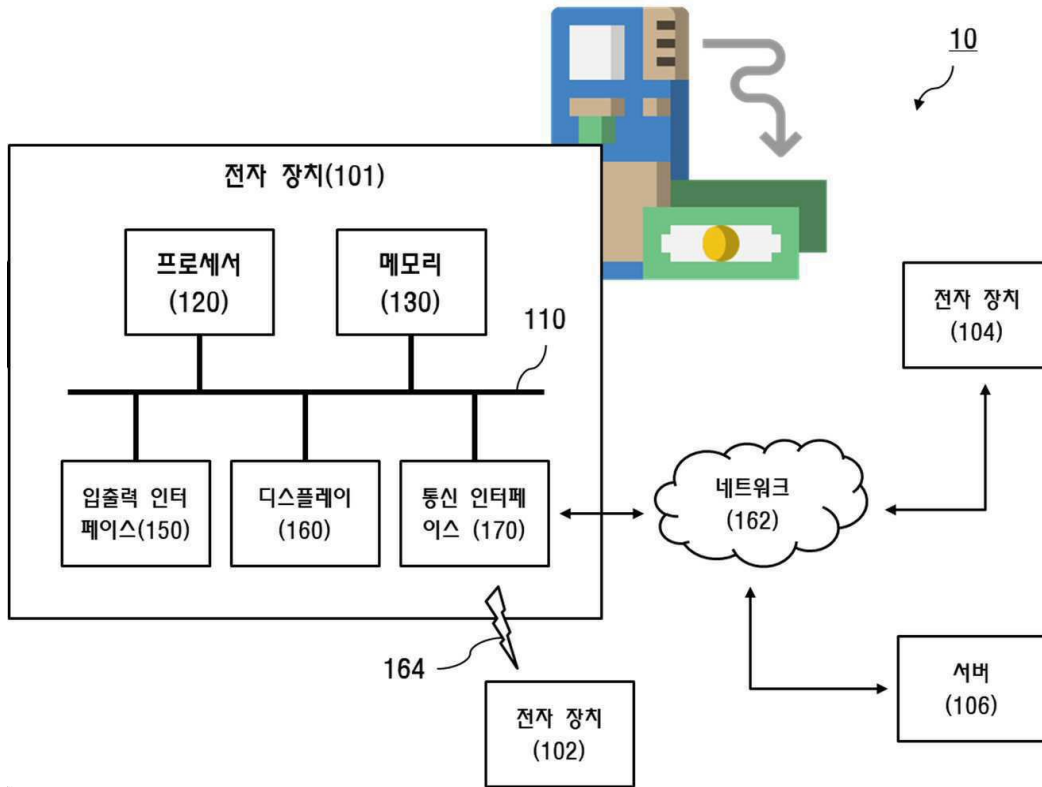 10
전자 장치(101)
프로세서
(120)
메모리
(130)
110
입출력 인터
페이스(150)
디스플레이
(160)
통신 인터페
이스 (170)
네트워크
(162)
전자 장치
(104)
164
전자 장치
(102)
서버
(106)